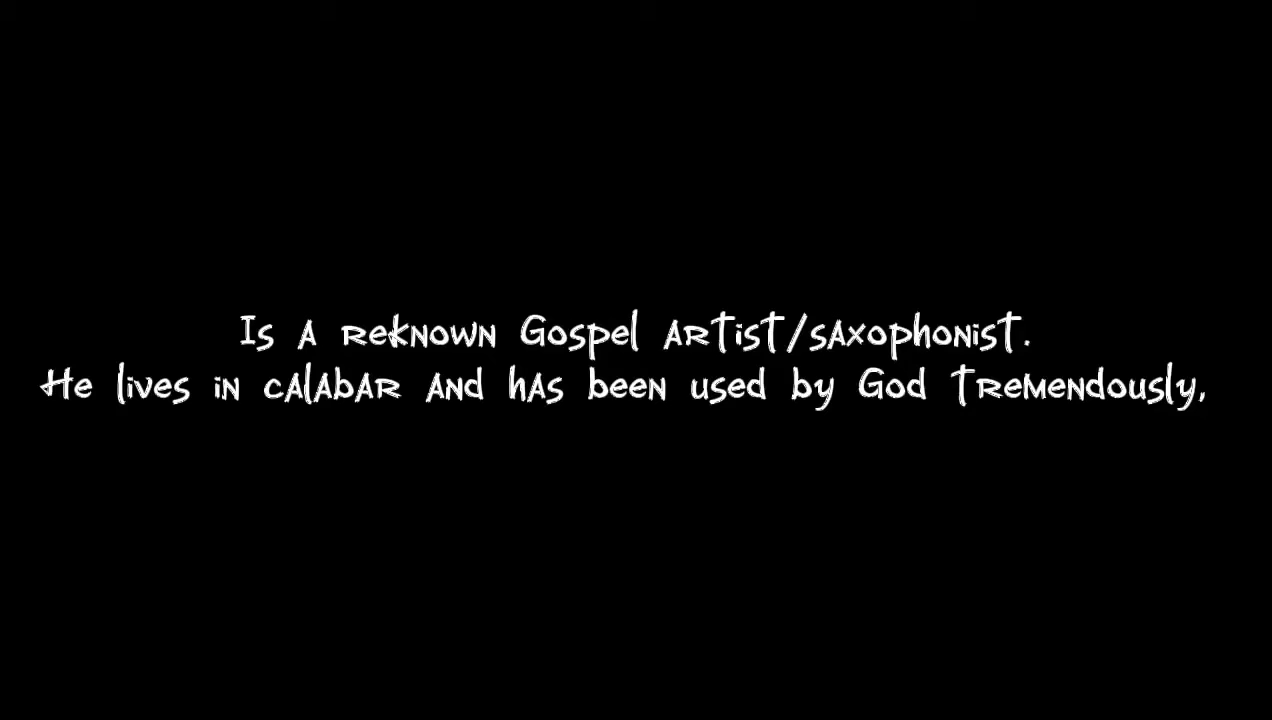 Is a reknown Gospel artist/saxophonist.
He lives in calabar and has been used by God tremendously,